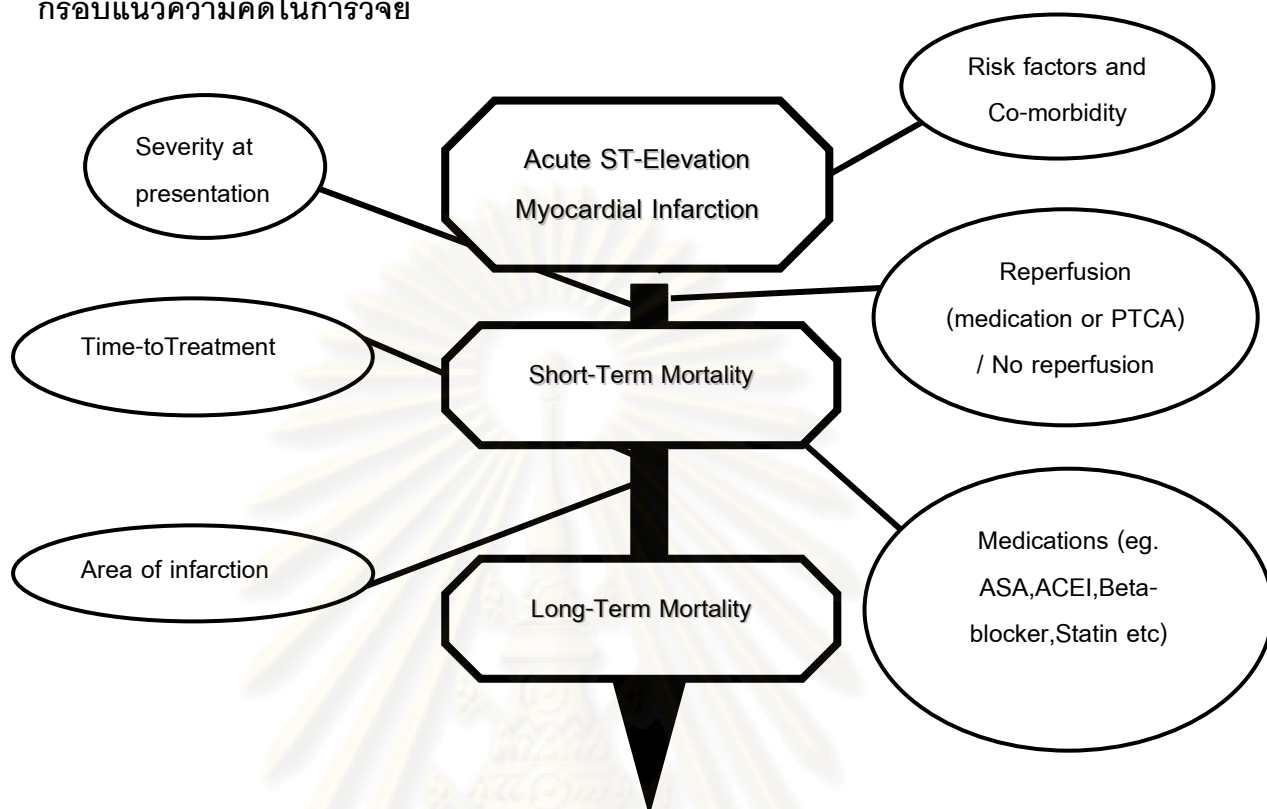 กรอบแนวความคิดในการวิจัย
Risk factors and
Co-morbidity
Severity at
presentation
Acute ST-Elevation
Myocardial Infarction
Reperfusion
(medication or PTCA)
/ No reperfusion
Time-toTreatment
Short-Term Mortality
Medications (eg.
ASA,ACEI,Beta-
blocker,Statin etc)
Area of infarction
Long-Term Mortality